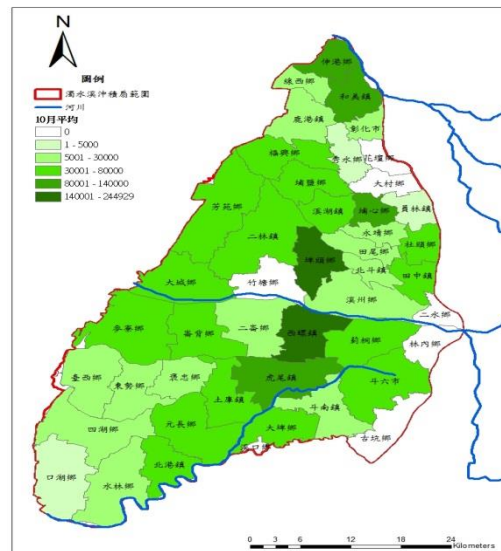 N
圖例
濁水溪沖積扇範圍
河川
10月平均
0
1 - 5000
5001 - 30000
30001 - 80000
80001 - 140000
140001 - 244929
伸港鄉
線西鄉
和美鎮
鹿港鎮
彰化市
秀水鄉
花壇鄉
福興鄉
大村鄉
埔鹽鄉
員林鎮
芳苑鄉
溪湖鎮
埔心鄉
永靖鄉
社頭鄉
二林鎮
埤頭鄉
田尾鄉
北斗鎮
田中鎮
大城鄉
竹塘鄉
溪州鄉
二水鄉
麥寮鄉
崙背鄉
二崙鄉
西螺鎮
莿桐鄉
林內鄉
臺西鄉
東勢鄉
褒忠鄉
虎尾鎮
斗六市
土庫鎮
斗南鎮
四湖鄉
元長鄉
大埤鄉
古坑鄉
口湖鄉
水林鄉
北港鎮
0 3 6 12 18 24
Kilometers